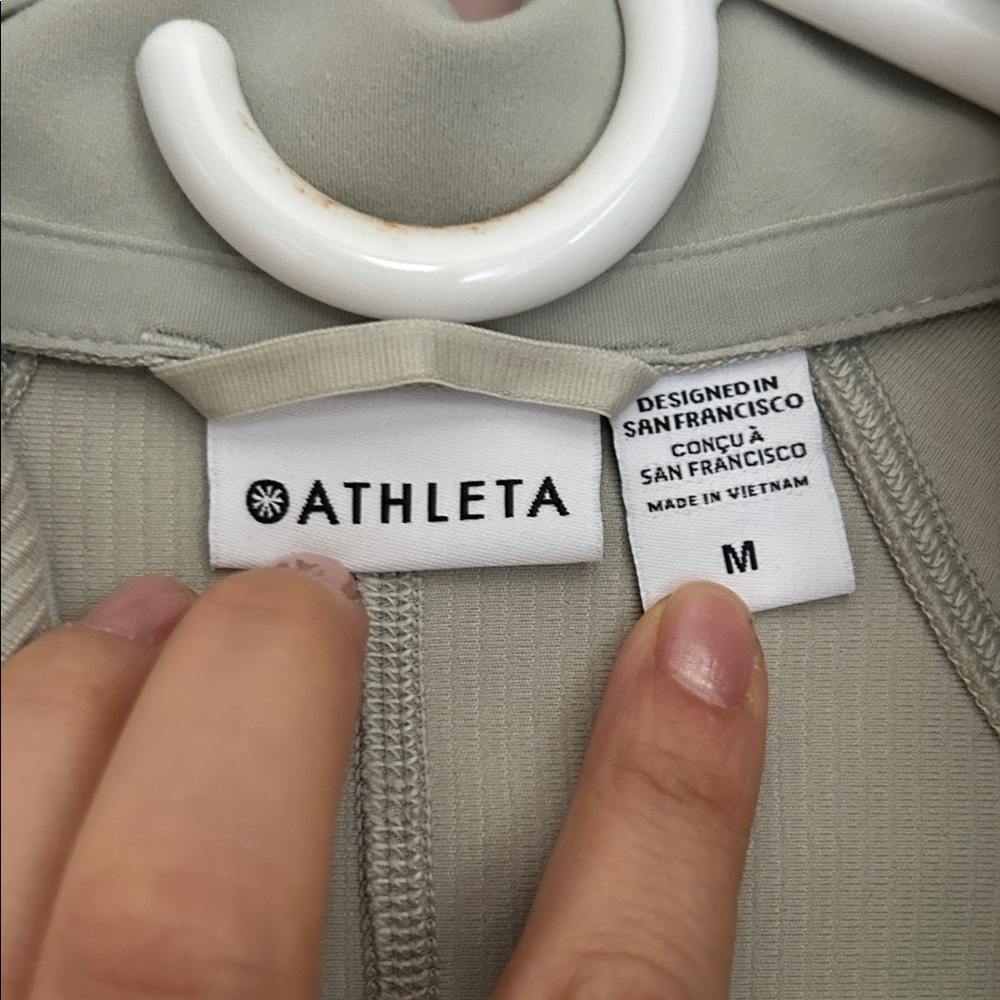 ATHLETA
DESIGNED IN
SAN FRANCISCO
CONÇU À
SAN FRANCISCO
MADE IN VIETNAM
M